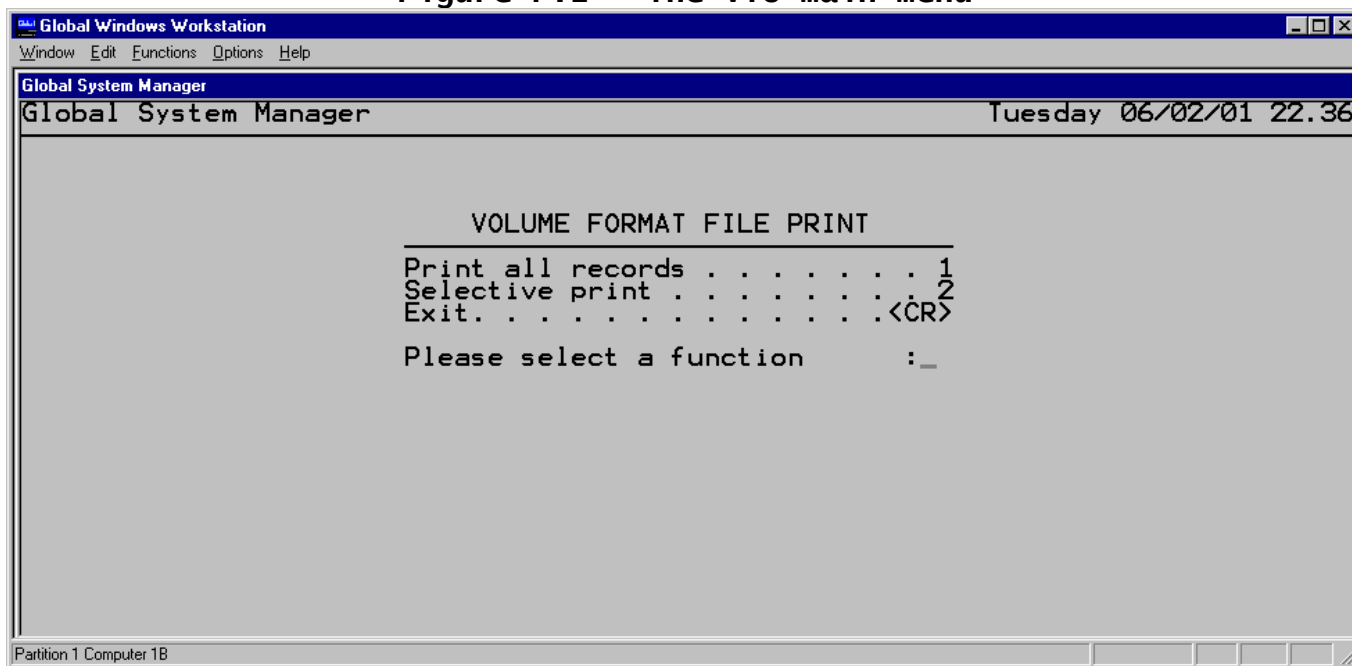 Global Windows Workstation
Window Edit Functions Options Help
Global System Manager
Global System Manager Tuesday 06/02/01 22.36
VOLUME FORMAT FILE PRINT
Print all records . . . . . . . 1
Selective print . . . . . . . . 2
Exit. . . . . . . . . . . . . .<CR>
Please select a function :_
Partition 1 Computer 1B